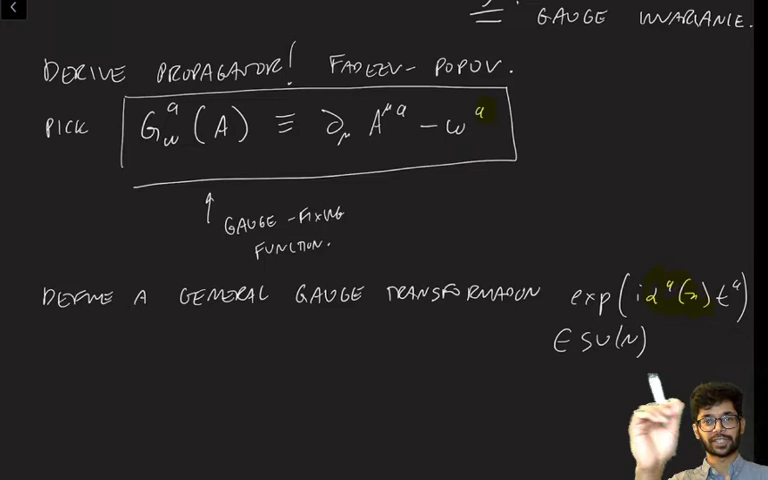 GAUGE INVARIANCE.
DERIVE PROPAGATOR! FADEEV-POPOV.
PICK G^a_ω(A) ≡ ∂_μ A^{μa} - ω^a
GAUGE-FIXING
FUNCTION.
DEFINE A GENERAL GAUGE TRANSFORMATION exp(iα^a(x)t^a)
∈ SU(N)